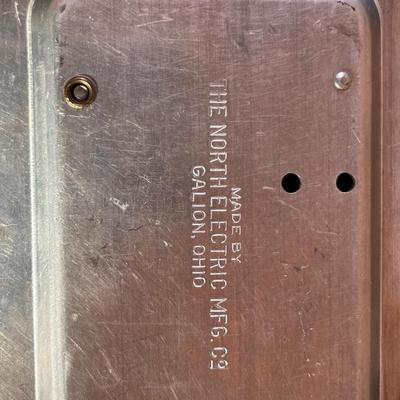 MADE BY
THE NORTH ELECTRIC MFG. CO
GALION, OHIO